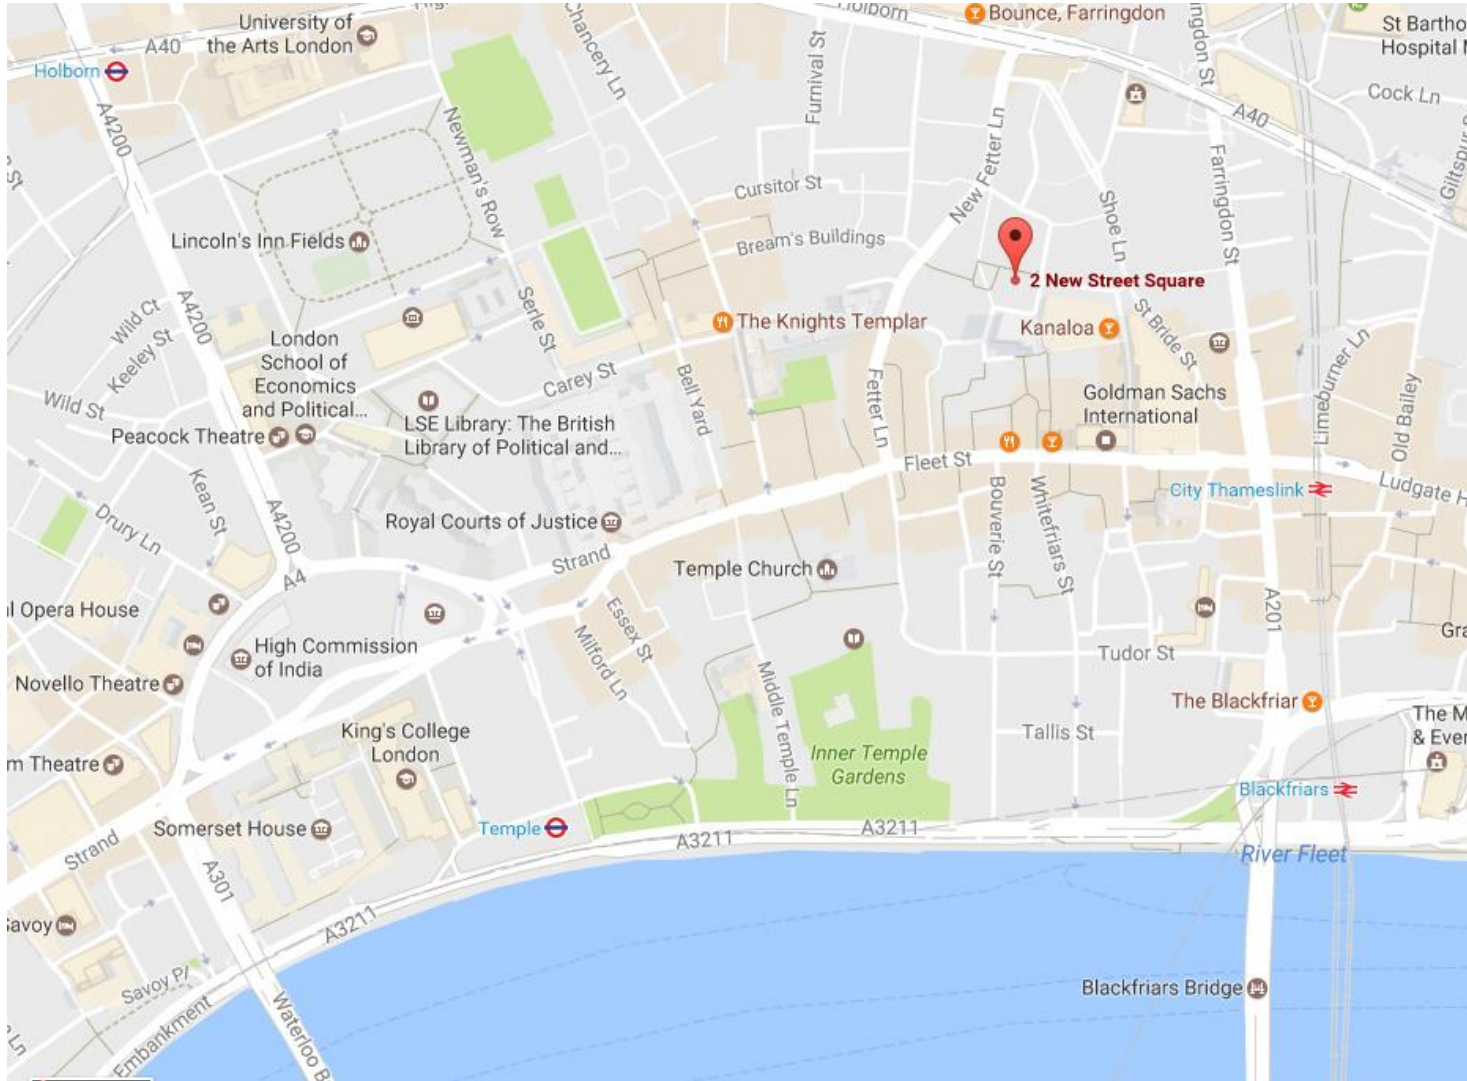 University of
the Arts London
A40
Holborn
Holborn
Bounce, Farringdon
St Bartho
Hospital
Cock Ln
A40
Giltspur S
Chancery Ln
Furnival St
ngdon St
A4200
Newman's Row
New Fetter Ln
Farringdon St
Shoe Ln
Cursitor St
Bream's Buildings
Lincoln's Inn Fields
2 New Street Square
The Knights Templar
Kanaloa
St Bride St
Serle St
A4200
Wild Ct
Keeley St
Wild St
London
School of
Economics
and Political...
Peacock Theatre
LSE Library: The British
Library of Political and...
Carey St
Bell Yard
Fetter Ln
Goldman Sachs
International
Limeburner Ln
Old Bailey
Fleet St
City Thameslink
Ludgate H
Kean St
Drury Ln
A4200
A4
Royal Courts of Justice
Strand
Temple Church
Bouverie St
Whitefriars St
A201
l Opera House
High Commission
of India
Novello Theatre
Essex St
Milford Ln
Middle Temple Ln
Tudor St
Gra
The Blackfriar
The M
& Ever
Tallis St
King's College
London
Inner Temple
Gardens
m Theatre
Blackfriars
Somerset House
Temple
A3211
A3211
River Fleet
Strand
A301
A3211
Savoy
Savoy Pl
Embankment
Waterloo B
Blackfriars Bridge
Ln